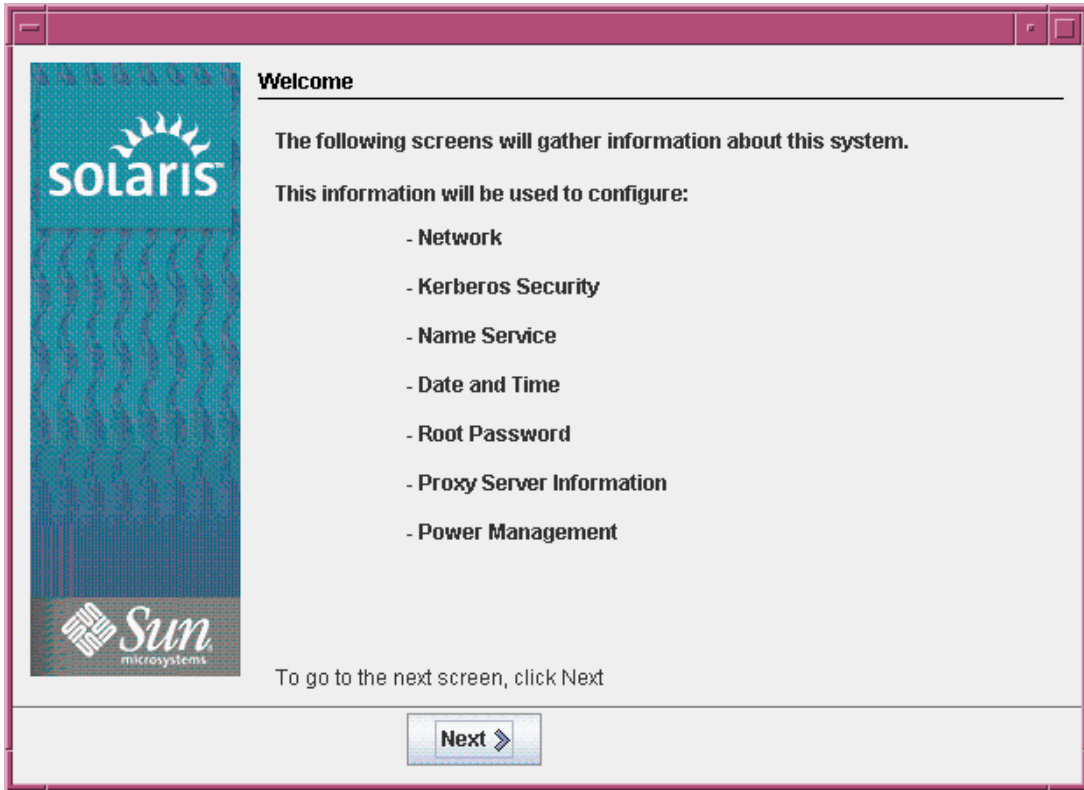 solaris™
Welcome
The following screens will gather information about this system.
This information will be used to configure:
- Network
- Kerberos Security
- Name Service
- Date and Time
- Root Password
- Proxy Server Information
- Power Management
Sun
microsystems
To go to the next screen, click Next
Next